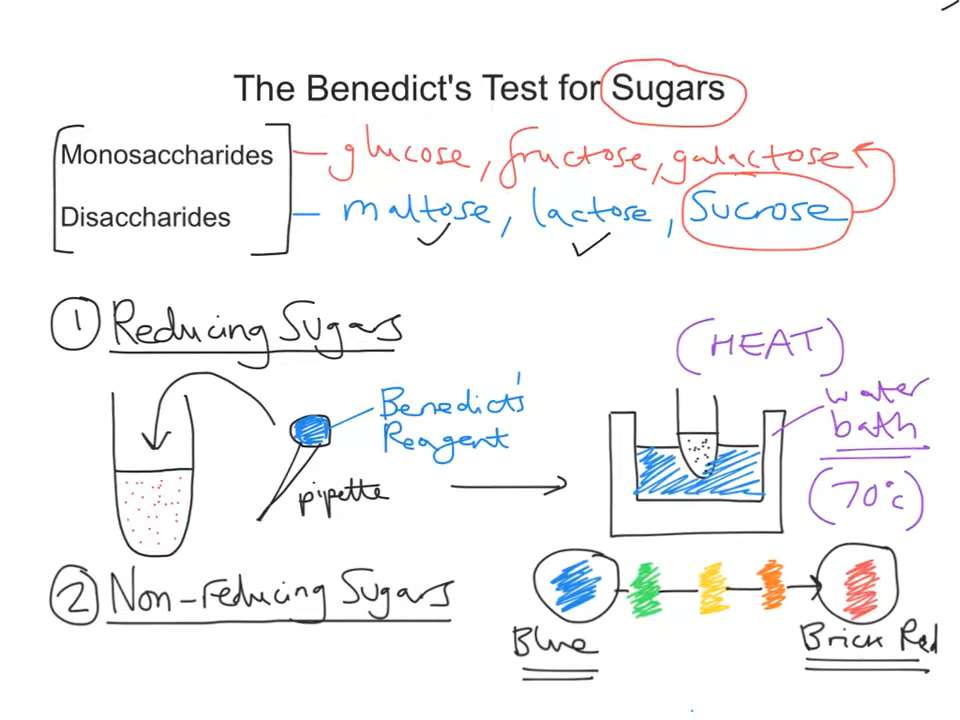 The Benedict's Test for Sugars
Monosaccharides – glucose, fructose, galactose
Disaccharides – maltose, lactose, sucrose
1 Reducing Sugars
(HEAT)
Benedict's
Reagent
pipette
water
bath
(70°C)
2 Non-reducing Sugars
Blue
Brick Red